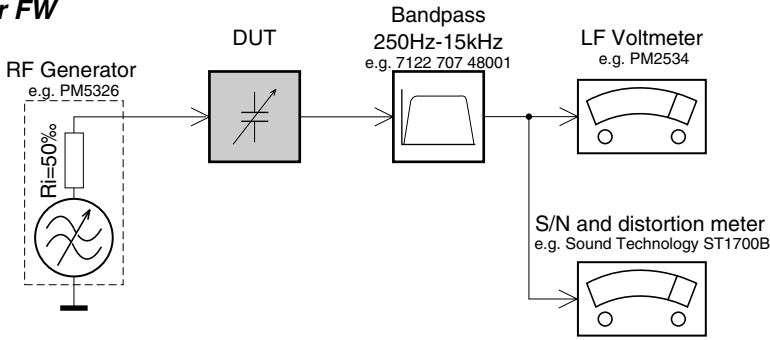 r FW
RF Generator
e.g. PM5326
Ri=50‰
DUT
Bandpass
250Hz-15kHz
e.g. 7122 707 48001
LF Voltmeter
e.g. PM2534
S/N and distortion meter
e.g. Sound Technology ST1700B